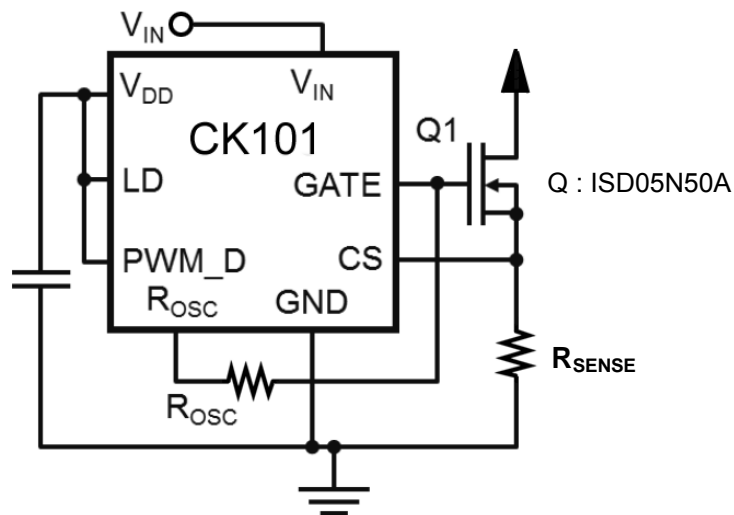 VIN
VDD
VIN
CK101
Q1
LD
GATE
Q : ISD05N50A
PWM_D
CS
ROSC
GND
RSENSE
ROSC